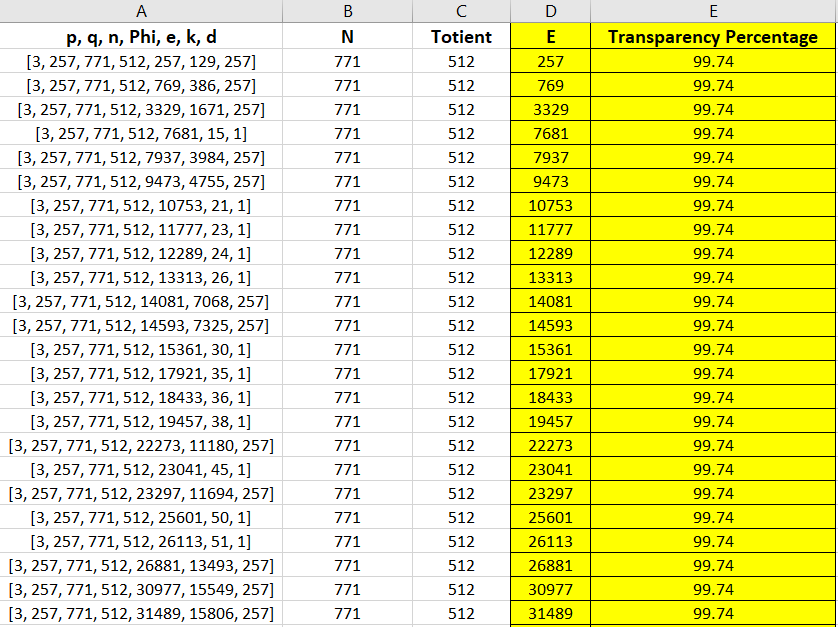 A B C D E
p, q, n, Phi, e, k, d N Totient E Transparency Percentage
[3, 257, 771, 512, 257, 129, 257] 771 512 257 99.74
[3, 257, 771, 512, 769, 386, 257] 771 512 769 99.74
[3, 257, 771, 512, 3329, 1671, 257] 771 512 3329 99.74
[3, 257, 771, 512, 7681, 15, 1] 771 512 7681 99.74
[3, 257, 771, 512, 7937, 3984, 257] 771 512 7937 99.74
[3, 257, 771, 512, 9473, 4755, 257] 771 512 9473 99.74
[3, 257, 771, 512, 10753, 21, 1] 771 512 10753 99.74
[3, 257, 771, 512, 11777, 23, 1] 771 512 11777 99.74
[3, 257, 771, 512, 12289, 24, 1] 771 512 12289 99.74
[3, 257, 771, 512, 13313, 26, 1] 771 512 13313 99.74
[3, 257, 771, 512, 14081, 7068, 257] 771 512 14081 99.74
[3, 257, 771, 512, 14593, 7325, 257] 771 512 14593 99.74
[3, 257, 771, 512, 15361, 30, 1] 771 512 15361 99.74
[3, 257, 771, 512, 17921, 35, 1] 771 512 17921 99.74
[3, 257, 771, 512, 18433, 36, 1] 771 512 18433 99.74
[3, 257, 771, 512, 19457, 38, 1] 771 512 19457 99.74
[3, 257, 771, 512, 22273, 11180, 257] 771 512 22273 99.74
[3, 257, 771, 512, 23041, 45, 1] 771 512 23041 99.74
[3, 257, 771, 512, 23297, 11694, 257] 771 512 23297 99.74
[3, 257, 771, 512, 25601, 50, 1] 771 512 25601 99.74
[3, 257, 771, 512, 26113, 51, 1] 771 512 26113 99.74
[3, 257, 771, 512, 26881, 13493, 257] 771 512 26881 99.74
[3, 257, 771, 512, 30977, 15549, 257] 771 512 30977 99.74
[3, 257, 771, 512, 31489, 15806, 257] 771 512 31489 99.74